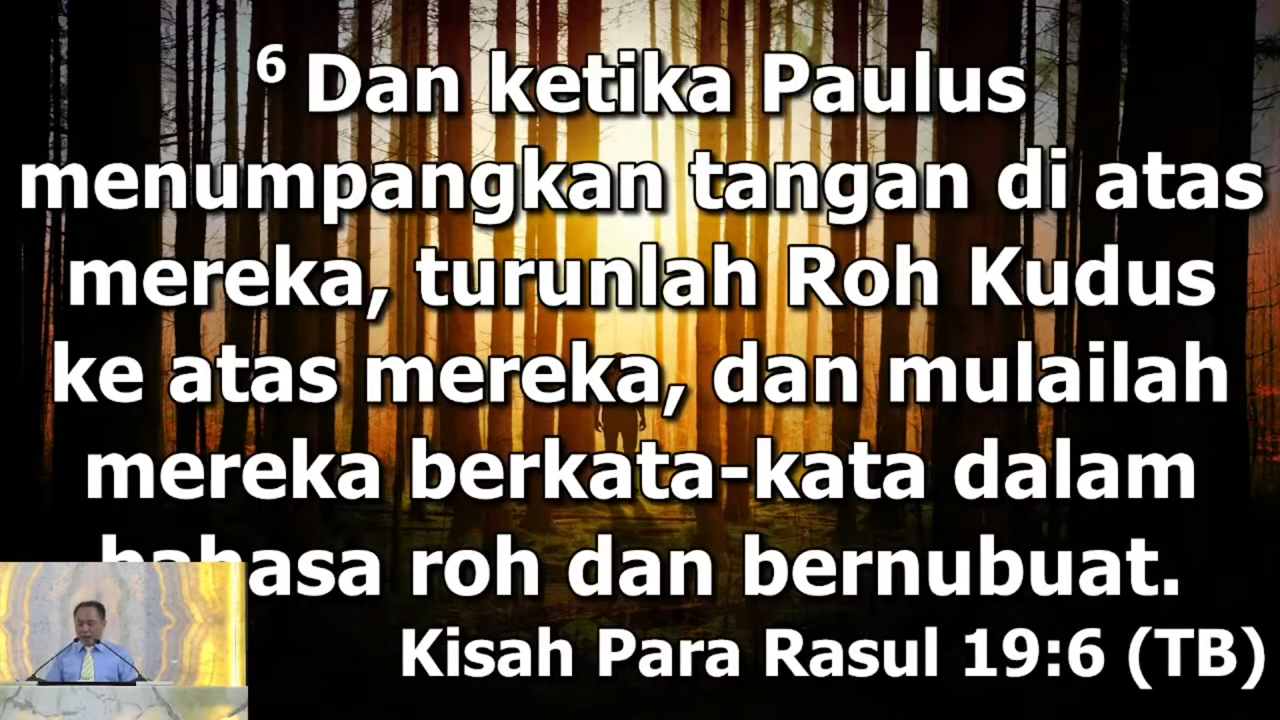 6 Dan ketika Paulus
menumpangkan tangan di atas
mereka, turunlah Roh Kudus
ke atas mereka, dan mulailah
mereka berkata-kata dalam
bahasa roh dan bernubuat.
Kisah Para Rasul 19:6 (TB)